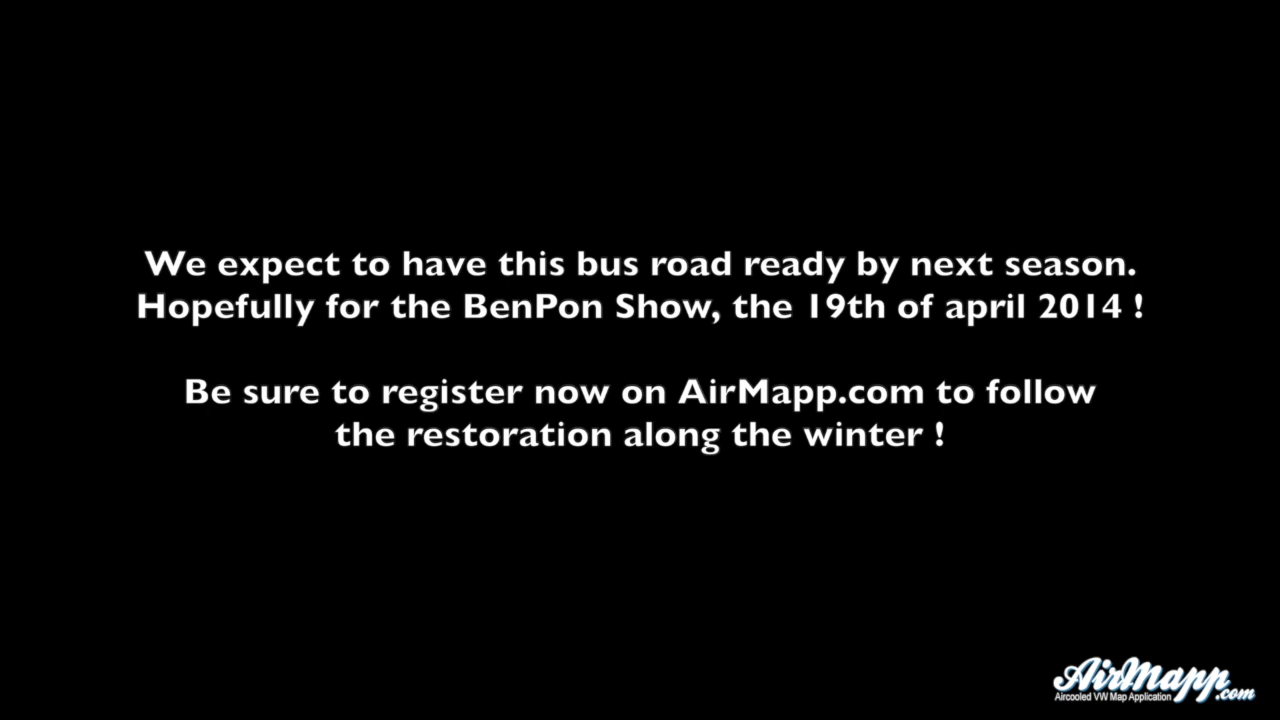 We expect to have this bus road ready by next season.
Hopefully for the BenPon Show, the 19th of april 2014 !
Be sure to register now on AirMapp.com to follow
the restoration along the winter !
AirMapp.com
Aircooled VW Map Application